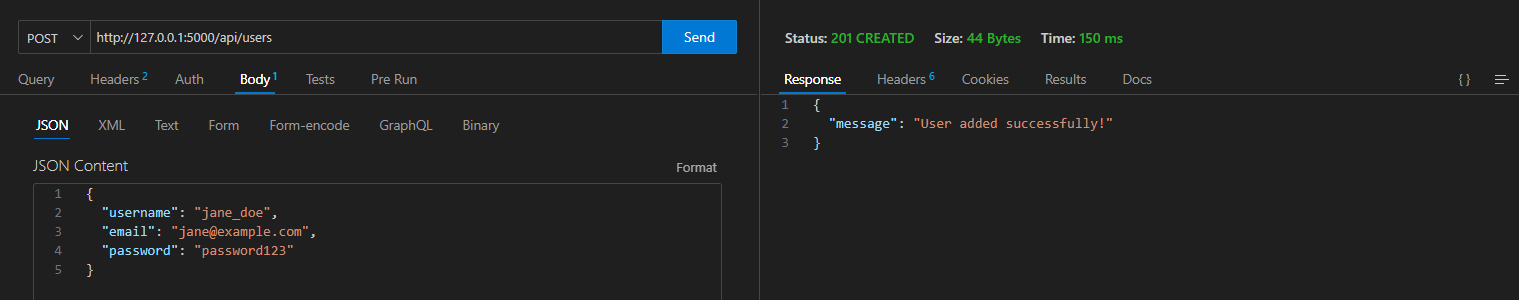 POST http://127.0.0.1:5000/api/users Send
Query Headers 2 Auth Body 1 Tests Pre Run
JSON XML Text Form Form-encode GraphQL Binary
JSON Content Format
1 {
2 "username": "jane_doe",
3 "email": "jane@example.com",
4 "password": "password123"
5 }
Status: 201 CREATED Size: 44 Bytes Time: 150 ms
Response Headers 6 Cookies Results Docs { }
1 {
2 "message": "User added successfully!"
3 }